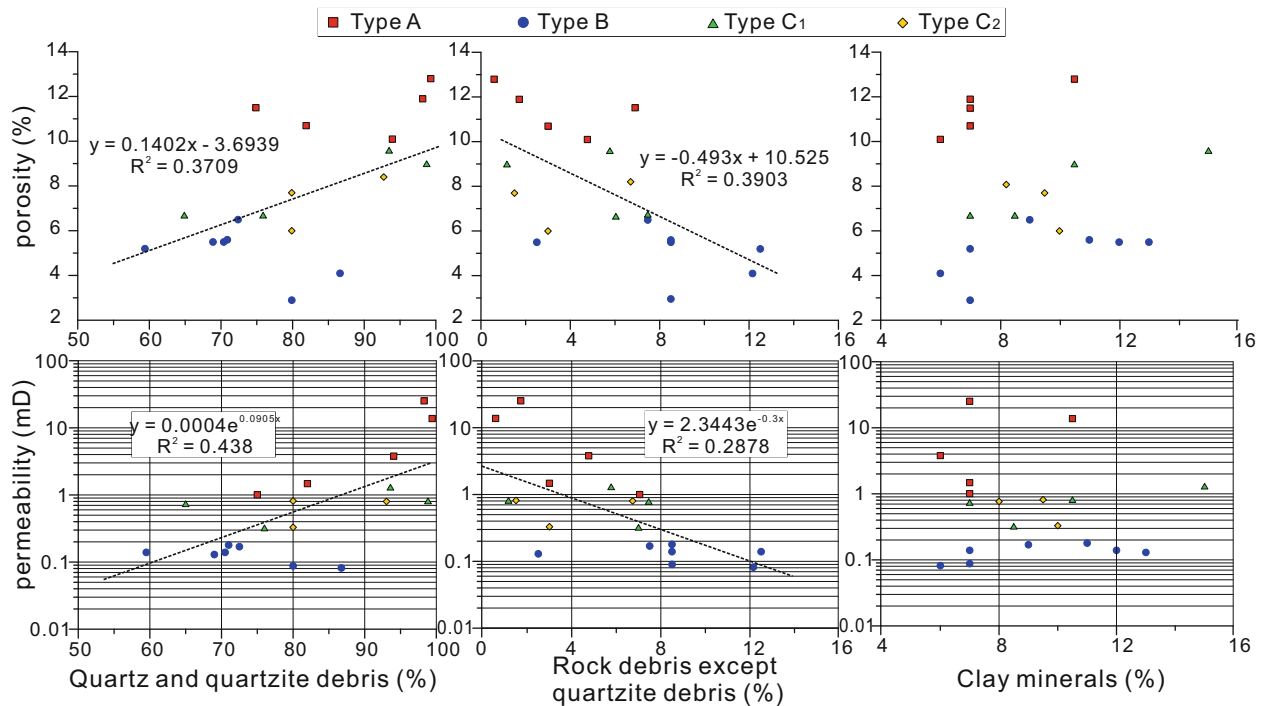 Type A Type B Type C1 Type C2
14
12
10
8
6
4
2
50 60 70 80 90 100
porosity (%)
y = 0.1402x - 3.6939
R² = 0.3709
14
12
10
8
6
4
2
0 4 8 12 16
y = -0.493x + 10.525
R² = 0.3903
14
12
10
8
6
4
2
4 8 12 16
100
10
1
0.1
0.01
50 60 70 80 90 100
permeability (mD)
y = 0.0004e^0.0905x
R² = 0.438
Quartz and quartzite debris (%)
100
10
1
0.1
0.01
0 4 8 12 16
y = 2.3443e^-0.3x
R² = 0.2878
Rock debris except
quartzite debris (%)
100
10
1
0.1
0.01
4 8 12 16
Clay minerals (%)